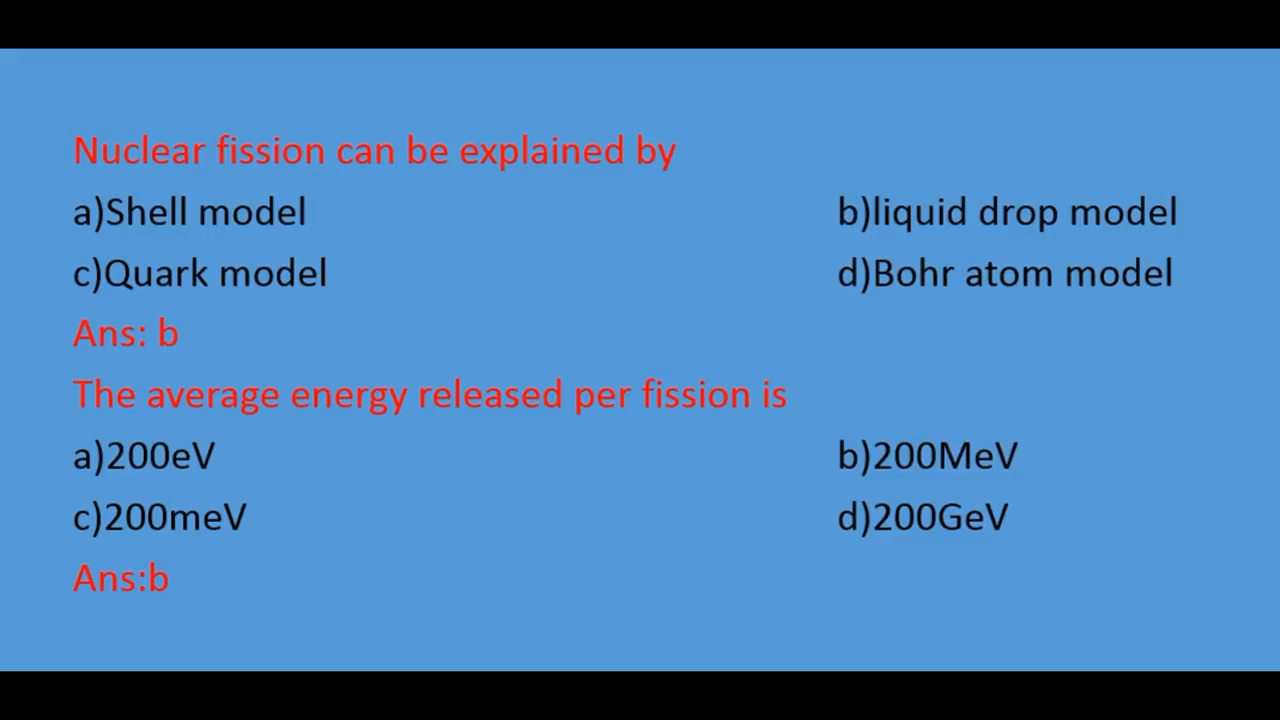 Nuclear fission can be explained by
a)Shell model b)liquid drop model
c)Quark model d)Bohr atom model
Ans: b
The average energy released per fission is
a)200eV b)200MeV
c)200meV d)200GeV
Ans:b